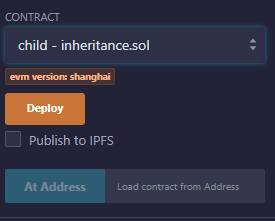 CONTRACT
child - inheritance.sol
evm version: shanghai
Deploy
Publish to IPFS
At Address
Load contract from Address